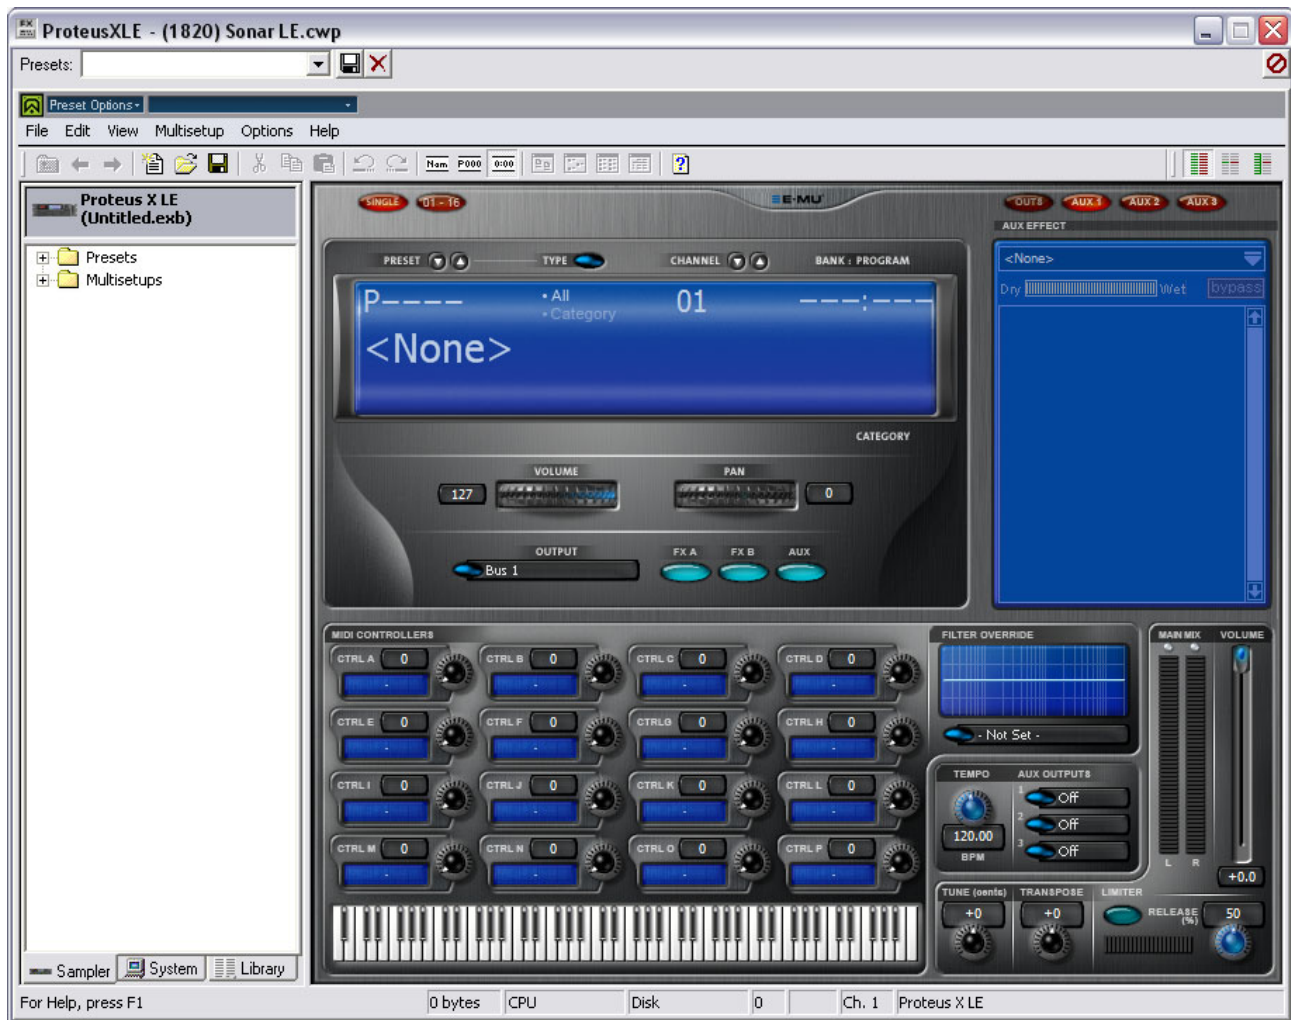 ProteusXLE - (1820) Sonar LE.cwp
Presets:
Preset Options
File Edit View Multisetup Options Help
Nam P000 0:00
Proteus X LE
(Untitled.exb)
Presets
Multisetups
SINGLE 01 - 16
E-MU
OUTS AUX 1 AUX 2 AUX 3
AUX EFFECT
<None>
Dry Wet bypass
PRESET TYPE CHANNEL BANK : PROGRAM
P---- • All 01 ---:---
• Category
<None>
CATEGORY
VOLUME PAN
127 0
OUTPUT FX A FX B AUX
Bus 1
MIDI CONTROLLERS
CTRL A 0 CTRL B 0 CTRL C 0 CTRL D 0
- - - -
CTRL E 0 CTRL F 0 CTRLG 0 CTRL H 0
- - - -
CTRL I 0 CTRL J 0 CTRL K 0 CTRL L 0
- - - -
CTRL M 0 CTRL N 0 CTRL O 0 CTRL P 0
- - - -
FILTER OVERRIDE
- Not Set -
MAIN MIX VOLUME
L R
+0.0
TEMPO AUX OUTPUTS
1 Off
2 Off
3 Off
120.00
BPM
TUNE (cents) TRANSPOSE LIMITER
+0 +0 RELEASE (%) 50
Sampler System Library
For Help, press F1 0 bytes CPU Disk 0 Ch. 1 Proteus X LE